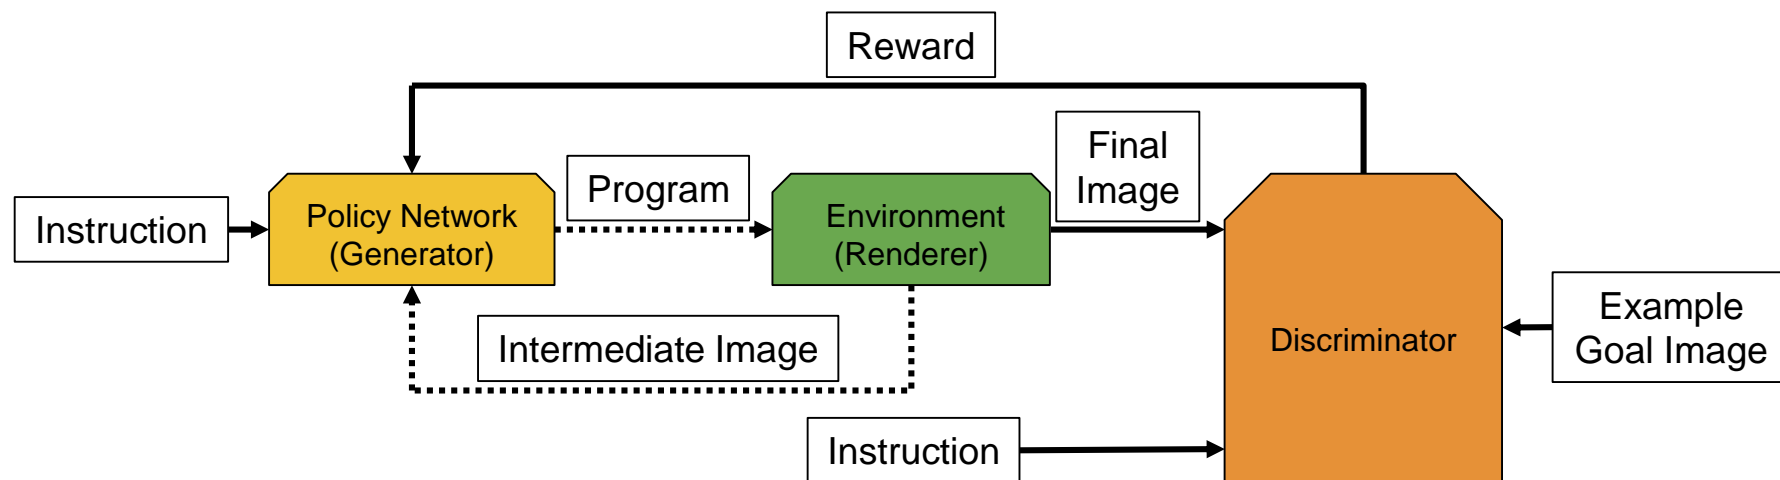 Reward
Final
Image
Program
Instruction
Policy Network
(Generator)
Environment
(Renderer)
Intermediate Image
Discriminator
Example
Goal Image
Instruction